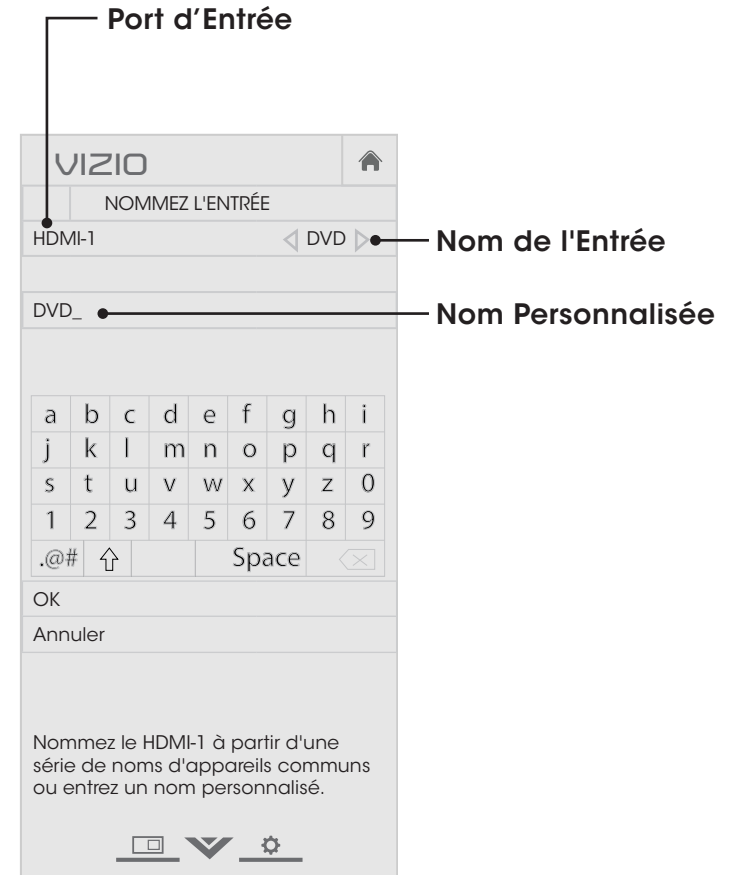 Port d’Entrée
VIZIO
NOMMEZ L'ENTRÉE
HDMI-1 DVD
Nom de l'Entrée
DVD_
Nom Personnalisée
a b c d e f g h i
j k l m n o p q r
s t u v w x y z 0
1 2 3 4 5 6 7 8 9
.@# Space
OK
Annuler
Nommez le HDMI-1 à partir d'une
série de noms d'appareils communs
ou entrez un nom personnalisé.